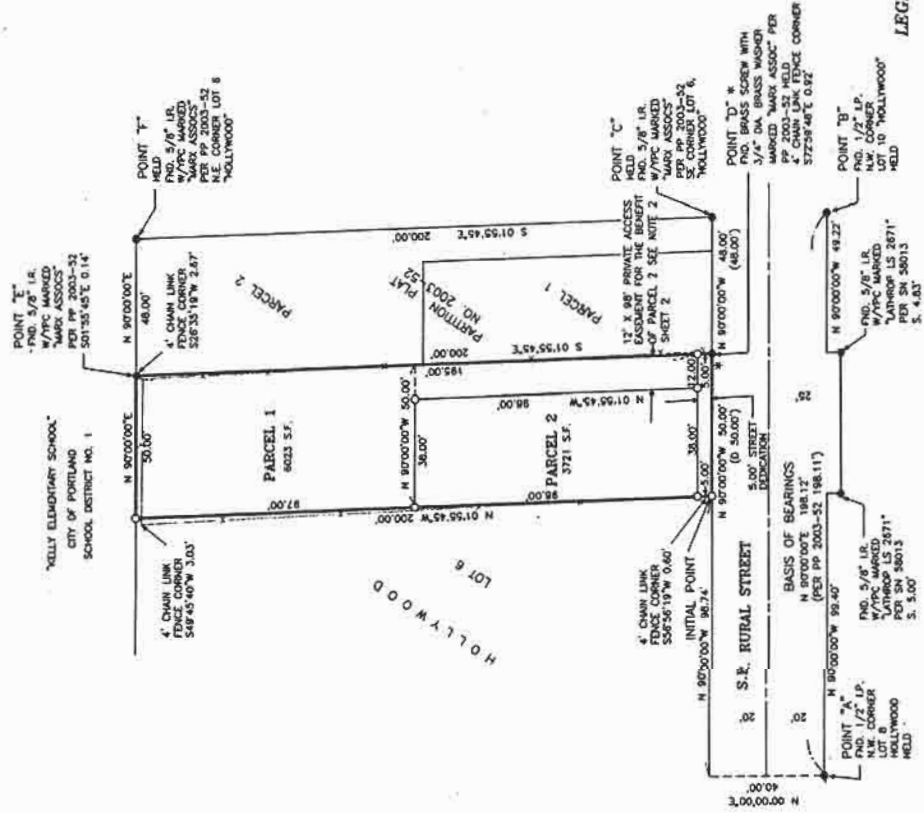 "KELLY ELEMENTARY SCHOOL"
CITY OF PORTLAND
SCHOOL DISTRICT NO. 1
POINT "E"
FND. 5/8" I.R.
W/YPC MARKED
"MARX ASSOCS"
PER PP 2003-52
S01°55'45"E 0.14'
POINT "F"
HELD
FND. 5/8" I.R.
W/YPC MARKED
"MARX ASSOCS"
PER PP 2003-52
N.E. CORNER LOT 6
"HOLLYWOOD"
N 90°00'00"E
50.00'
N 90°00'00"E
48.00'
4' CHAIN LINK
FENCE CORNER
S49°45'40"W 3.03'
4' CHAIN LINK
FENCE CORNER
S26°35'19"W 2.67'
PARCEL 1
6023 S.F.
97.00'
N 01°55'45"W 200.00'
195.00'
S 01°55'45"E
200.00'
PARCEL 2
PARTITION PLAT
NO. 2003-52
PARCEL 1
S 01°55'45"E 200.00'
N 90°00'00"W 50.00'
38.00'
PARCEL 2
3721 S.F.
98.00'
98.00'
N 01°55'45"W
HOLLYWOOD
LOT 6
12' X 98' PRIVATE ACCESS
EASEMENT FOR THE BENEFIT
OF PARCEL 2 SEE NOTE 2
SHEET 2
POINT "C"
HELD
FND. 5/8" I.R.
W/YPC MARKED
"MARX ASSOCS"
PER PP 2003-52
SE CORNER LOT 6,
"HOLLYWOOD"
4' CHAIN LINK
FENCE CORNER
S56°56'19"W 0.60'
INITIAL POINT
5.00'
38.00'
12.00'
5.00'
N 90°00'00"W 98.74'
N 90°00'00"W 50.00'
(D 50.00')
5.00' STREET
DEDICATION
N 90°00'00"W 48.00'
(48.00')
*
POINT "D" *
FND. BRASS SCREW WITH
3/4" DIA. BRASS WASHER
MARKED "MARX ASSOC" PER
PP 2003-52 HELD
4' CHAIN LINK FENCE CORNER
S72°59'48"E 0.92'
S.E. RURAL STREET
20'
20'
25'
N 00°00'00"E
40.00'
BASIS OF BEARINGS
N 90°00'00"E 198.12'
(PER PP 2003-52 198.11')
N 90°00'00"W 99.40'
N 90°00'00"W 49.22'
POINT "A"
FND. 1/2" I.P.
N.W. CORNER
LOT 8
HOLLYWOOD
HELD
FND. 5/8" I.R.
W/YPC MARKED
"LATHROP LS 2671"
PER SN 58013
S. 5.00'
FND. 5/8" I.R.
W/YPC MARKED
"LATHROP LS 2671"
PER SN 58013
S. 4.83'
POINT "B"
FND. 1/2" I.P.
N.W. CORNER
LOT 10 "HOLLYWOOD"
HELD